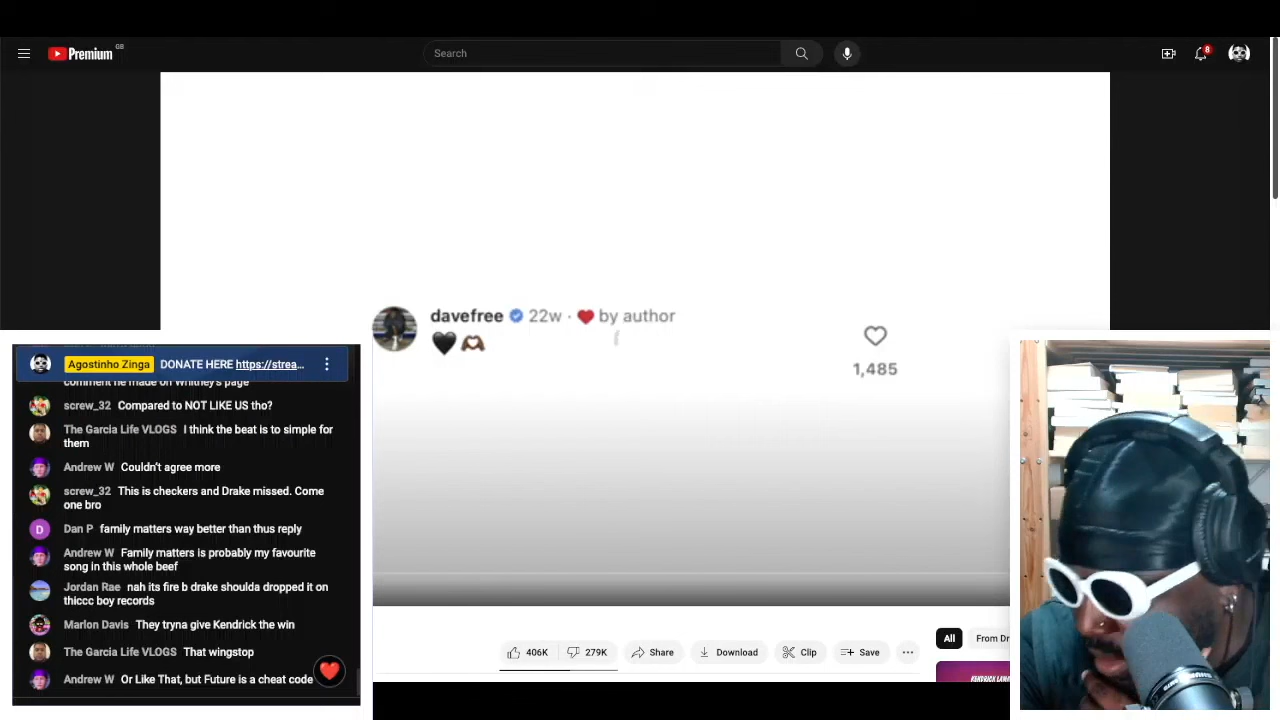 Premium GB
Search
8
davefree 22w · ❤️ by author
🖤 🫶🏾
1,485
Agostinho Zinga DONATE HERE https://strea...
comment he made on Whitney's page
screw_32 Compared to NOT LIKE US tho?
The Garcia Life VLOGS I think the beat is to simple for
them
Andrew W Couldn't agree more
screw_32 This is checkers and Drake missed. Come
one bro
D
Dan P family matters way better than thus reply
Andrew W Family matters is probably my favourite
song in this whole beef
Jordan Rae nah its fire b drake shoulda dropped it on
thiccc boy records
Marlon Davis They tryna give Kendrick the win
The Garcia Life VLOGS That wingstop
Andrew W Or Like That, but Future is a cheat code
406K 279K Share Download Clip Save
All From Dr
KENDRICK LAM